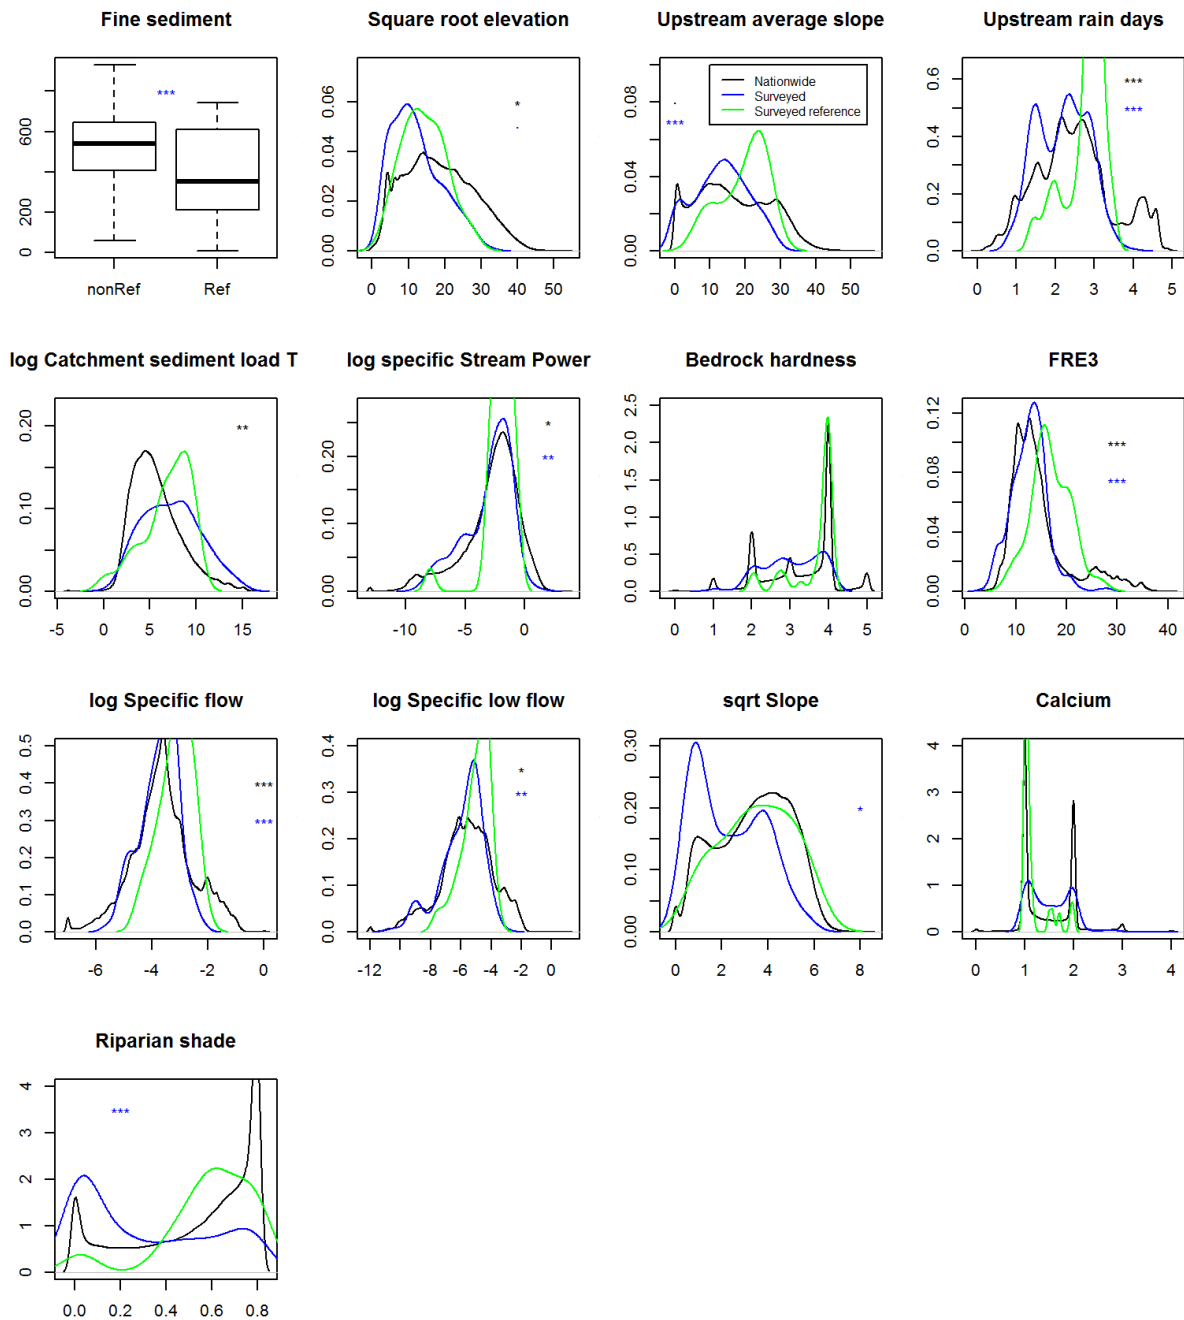 Fine sediment
600
200
0
nonRef Ref
***
Square root elevation
0.06
0.04
0.02
0.00
0 10 20 30 40 50
*
.
Upstream average slope
Nationwide
Surveyed
Surveyed reference
0.08
0.04
0.00
0 10 20 30 40 50
.
***
Upstream rain days
0.6
0.4
0.2
0.0
0 1 2 3 4 5
***
***
log Catchment sediment load T
0.20
0.10
0.00
-5 0 5 10 15
**
log specific Stream Power
0.20
0.10
0.00
-10 -5 0
*
**
Bedrock hardness
2.5
2.0
1.5
1.0
0.5
0.0
0 1 2 3 4 5
FRE3
0.12
0.08
0.04
0.00
0 10 20 30 40
***
***
log Specific flow
0.5
0.4
0.3
0.2
0.1
0.0
-6 -4 -2 0
***
***
log Specific low flow
0.4
0.3
0.2
0.1
0.0
-12 -8 -6 -4 -2 0
*
**
sqrt Slope
0.30
0.20
0.10
0.00
0 2 4 6 8
*
Calcium
4
3
2
1
0
0 1 2 3 4
Riparian shade
4
3
2
1
0
0.0 0.2 0.4 0.6 0.8
***